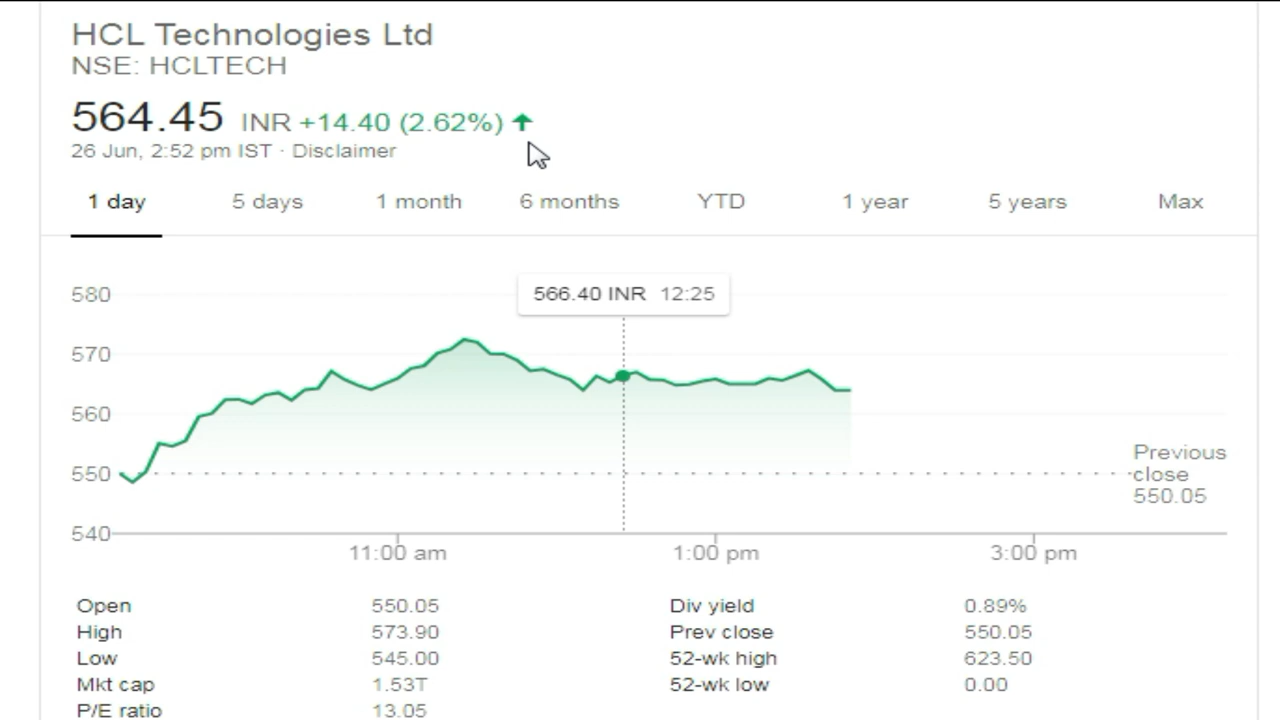 HCL Technologies Ltd
NSE: HCLTECH
564.45 INR +14.40 (2.62%)
26 Jun, 2:52 pm IST · Disclaimer
1 day 5 days 1 month 6 months YTD 1 year 5 years Max
566.40 INR 12:25
580
570
560
550
540
Previous
close
550.05
11:00 am 1:00 pm 3:00 pm
Open 550.05 Div yield 0.89%
High 573.90 Prev close 550.05
Low 545.00 52-wk high 623.50
Mkt cap 1.53T 52-wk low 0.00
P/E ratio 13.05